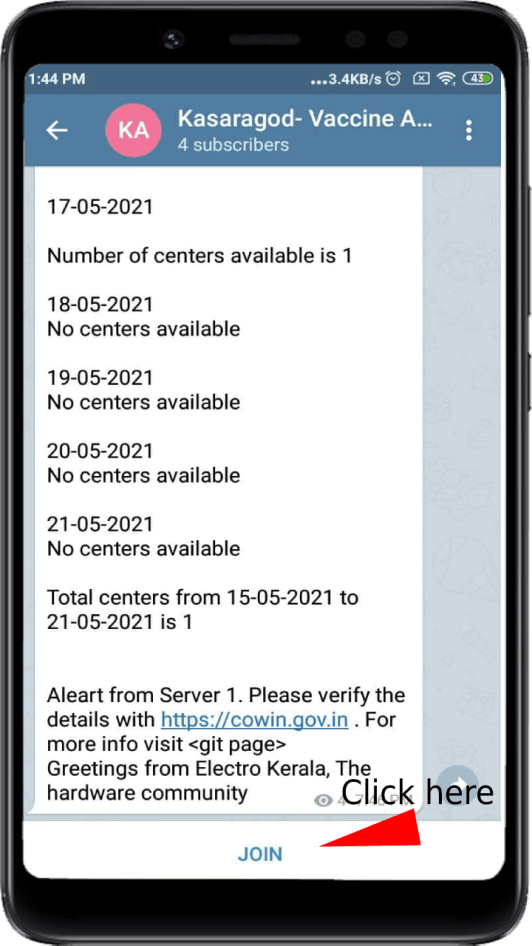 1:44 PM
...3.4KB/s
43
KA
Kasaragod- Vaccine A...
4 subscribers
17-05-2021
Number of centers available is 1
18-05-2021
No centers available
19-05-2021
No centers available
20-05-2021
No centers available
21-05-2021
No centers available
Total centers from 15-05-2021 to
21-05-2021 is 1
Aleart from Server 1. Please verify the
details with https://cowin.gov.in . For
more info visit <git page>
Greetings from Electro Kerala, The
hardware community
Click here
JOIN